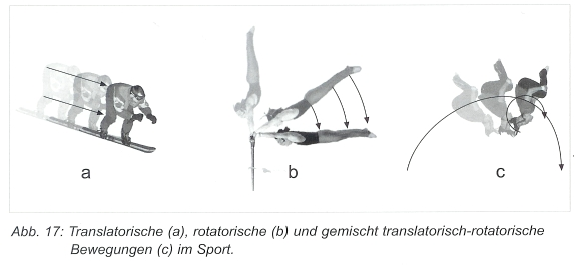 a
b
c
Abb. 17: Translatorische (a), rotatorische (b) und gemischt translatorisch-rotatorische
Bewegungen (c) im Sport.